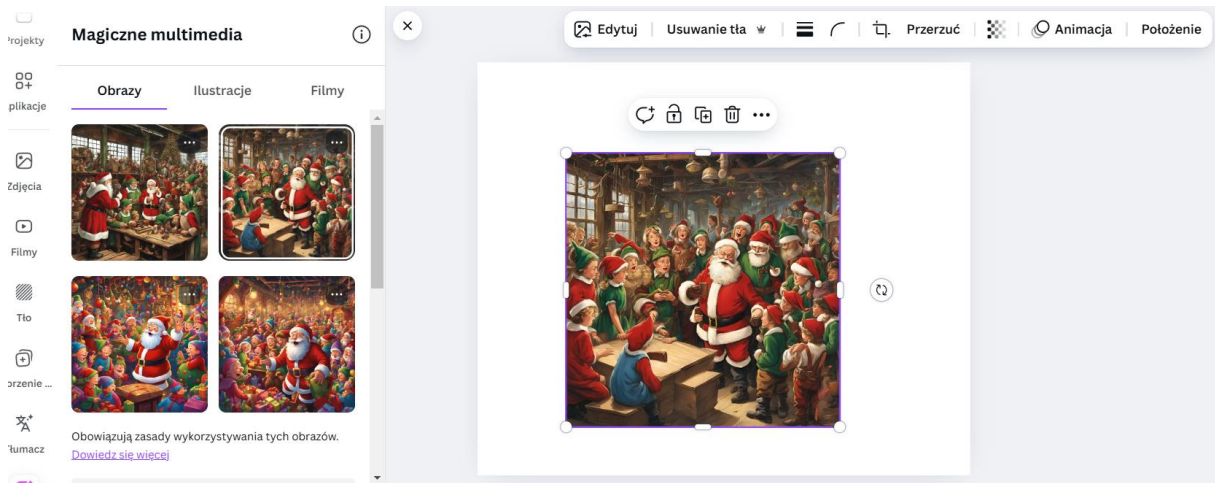 Projekty
plikacje
Zdjęcia
Filmy
Tło
orzenie ...
Tłumacz
Magiczne multimedia
Obrazy Ilustracje Filmy
Obowiązują zasady wykorzystywania tych obrazów.
Dowiedz się więcej
Edytuj Usuwanie tła Przerzuć Animacja Położenie